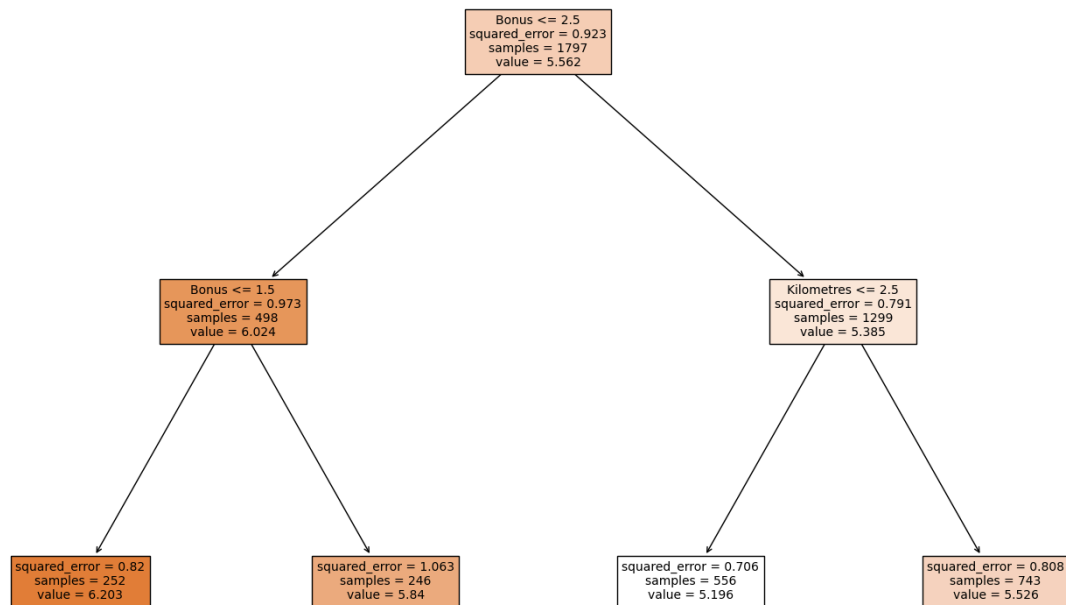 Bonus <= 2.5
squared_error = 0.923
samples = 1797
value = 5.562
Bonus <= 1.5
squared_error = 0.973
samples = 498
value = 6.024
Kilometres <= 2.5
squared_error = 0.791
samples = 1299
value = 5.385
squared_error = 0.82
samples = 252
value = 6.203
squared_error = 1.063
samples = 246
value = 5.84
squared_error = 0.706
samples = 556
value = 5.196
squared_error = 0.808
samples = 743
value = 5.526